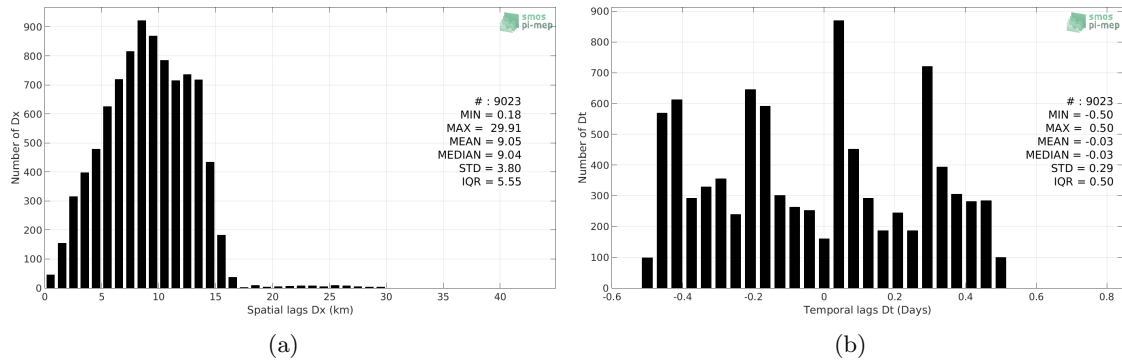 900
800
700
600
500
400
300
200
100
0
Number of Dx
0 5 10 15 20 25 30 35 40
Spatial lags Dx (km)
smos
pi-mep
# : 9023
MIN = 0.18
MAX = 29.91
MEAN = 9.05
MEDIAN = 9.04
STD = 3.80
IQR = 5.55
(a)
900
800
700
600
500
400
300
200
100
0
Number of Dt
-0.6 -0.4 -0.2 0 0.2 0.4 0.6 0.8
Temporal lags Dt (Days)
smos
pi-mep
# : 9023
MIN = -0.50
MAX = 0.50
MEAN = -0.03
MEDIAN = -0.03
STD = 0.29
IQR = 0.50
(b)